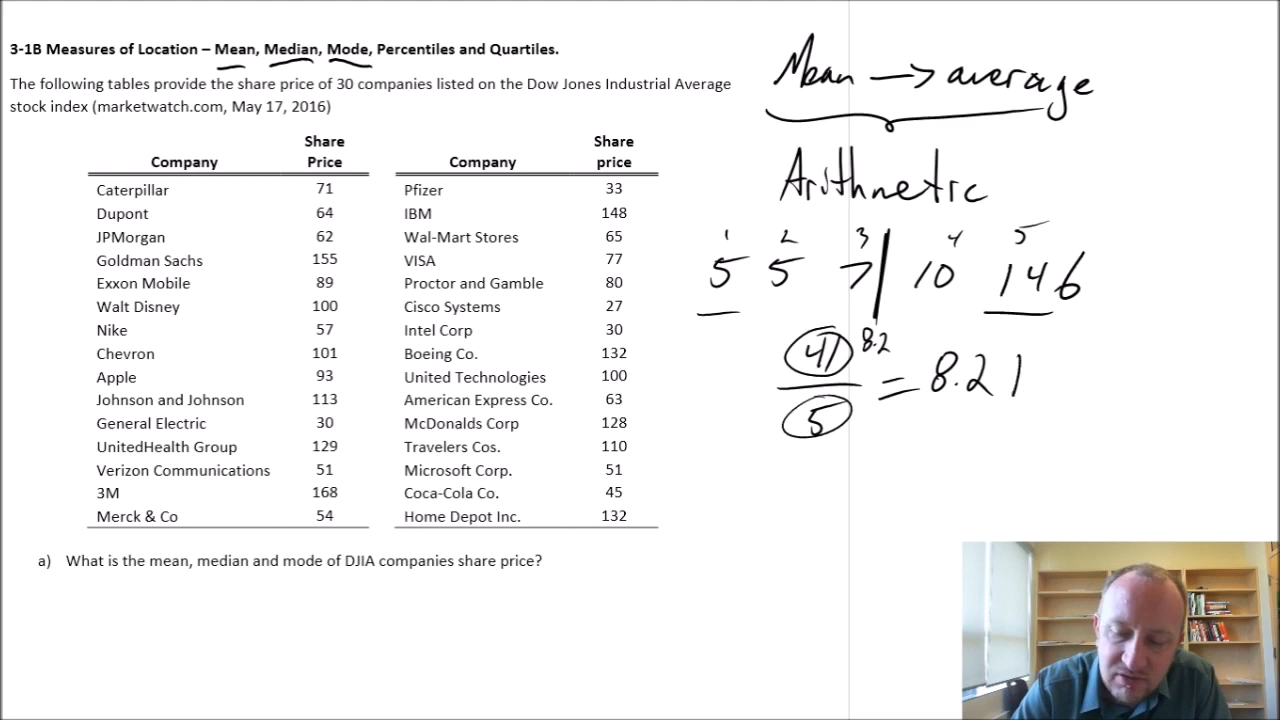 3-1B Measures of Location – Mean, Median, Mode, Percentiles and Quartiles.
The following tables provide the share price of 30 companies listed on the Dow Jones Industrial Average
stock index (marketwatch.com, May 17, 2016)
Share
Company Price
Caterpillar 71
Dupont 64
JPMorgan 62
Goldman Sachs 155
Exxon Mobile 89
Walt Disney 100
Nike 57
Chevron 101
Apple 93
Johnson and Johnson 113
General Electric 30
UnitedHealth Group 129
Verizon Communications 51
3M 168
Merck & Co 54
Share
Company price
Pfizer 33
IBM 148
Wal-Mart Stores 65
VISA 77
Proctor and Gamble 80
Cisco Systems 27
Intel Corp 30
Boeing Co. 132
United Technologies 100
American Express Co. 63
McDonalds Corp 128
Travelers Cos. 110
Microsoft Corp. 51
Coca-Cola Co. 45
Home Depot Inc. 132
a) What is the mean, median and mode of DJIA companies share price?
Mean → average
Arithmetic
1 2 3 4 5
5 5 7 10 14 6
8.2
41
5
= 8.2